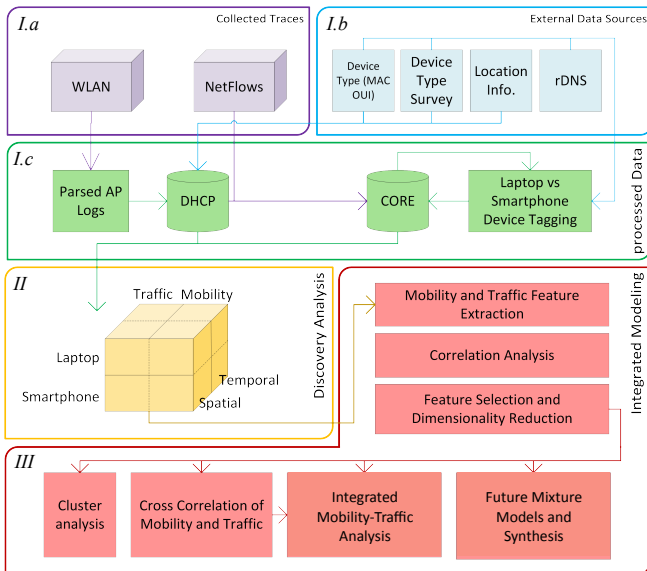 I.a
Collected Traces
WLAN
NetFlows
I.b
External Data Sources
Device
Type (MAC
OUI)
Device
Type
Survey
Location
Info.
rDNS
I.c
Parsed AP
Logs
DHCP
CORE
Laptop vs
Smartphone
Device Tagging
processed Data
II
Traffic
Mobility
Laptop
Smartphone
Temporal
Spatial
Discovery Analysis
Mobility and Traffic Feature
Extraction
Correlation Analysis
Feature Selection and
Dimensionality Reduction
Integrated Modeling
III
Cluster
analysis
Cross Correlation of
Mobility and Traffic
Integrated
Mobility-Traffic
Analysis
Future Mixture
Models and
Synthesis